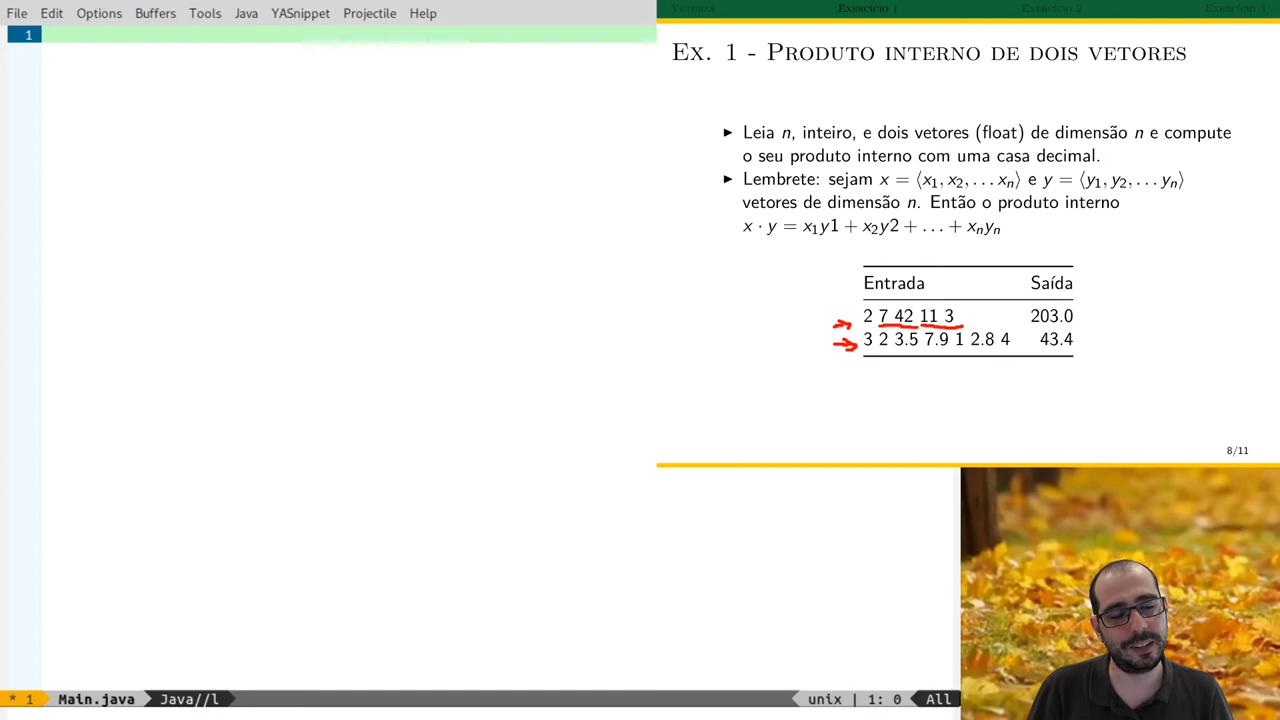 File Edit Options Buffers Tools Java YASnippet Projectile Help
1
Vetores Exercício 1 Exercício 2 Exercício 3
Ex. 1 - Produto interno de dois vetores
▶ Leia n, inteiro, e dois vetores (float) de dimensão n e compute
o seu produto interno com uma casa decimal.
▶ Lembrete: sejam x = ⟨x₁, x₂, . . . xₙ⟩ e y = ⟨y₁, y₂, . . . yₙ⟩
vetores de dimensão n. Então o produto interno
x · y = x₁y1 + x₂y2 + . . . + xₙyₙ
Entrada Saída
2 7 42 11 3 203.0
3 2 3.5 7.9 1 2.8 4 43.4
8/11
* 1 Main.java Java//l unix | 1: 0 All